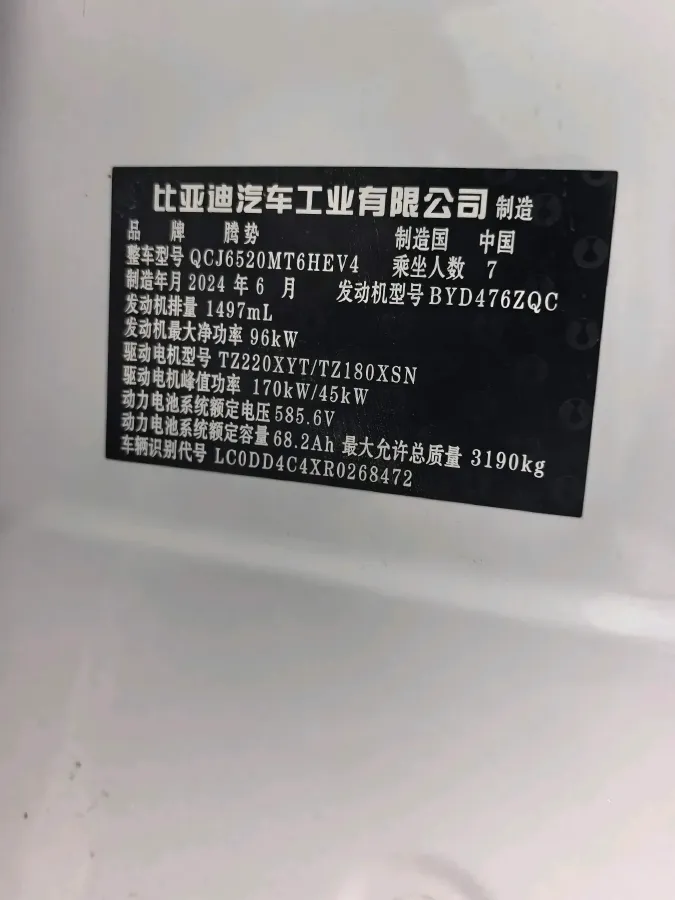 比亚迪汽车工业有限公司 制造
品 牌 腾势 制造国 中国
整车型号 QCJ6520MT6HEV4 乘坐人数 7
制造年月 2024 年 6 月 发动机型号 BYD476ZQC
发动机排量 1497mL
发动机最大净功率 96kW
驱动电机型号 TZ220XYT/TZ180XSN
驱动电机峰值功率 170kW/45kW
动力电池系统额定电压 585.6V
动力电池系统额定容量 68.2Ah 最大允许总质量 3190kg
车辆识别代号 LC0DD4C4XR0268472